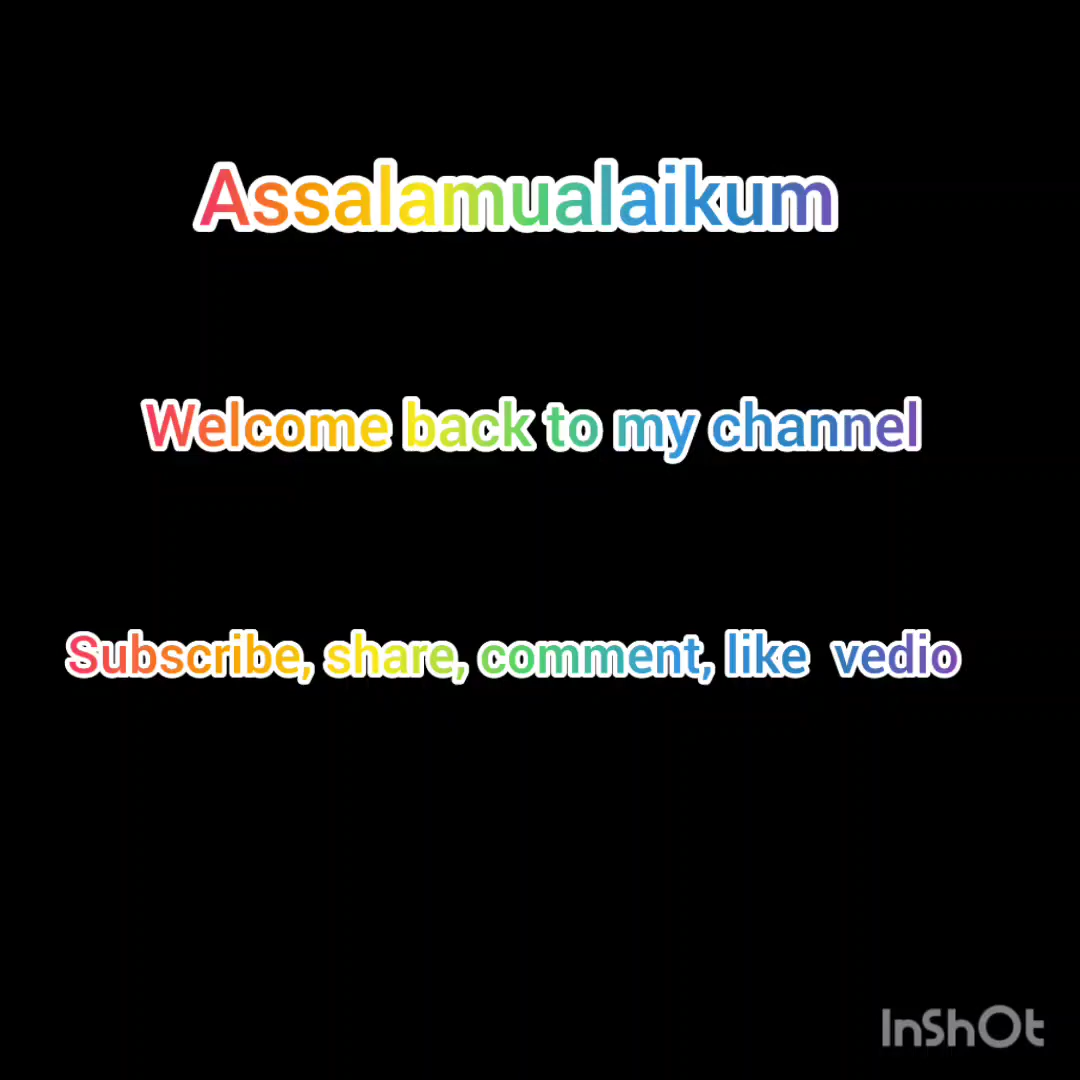 Assalamualaikum
Welcome back to my channel
Subscribe, share, comment, like  vedio
InShOt